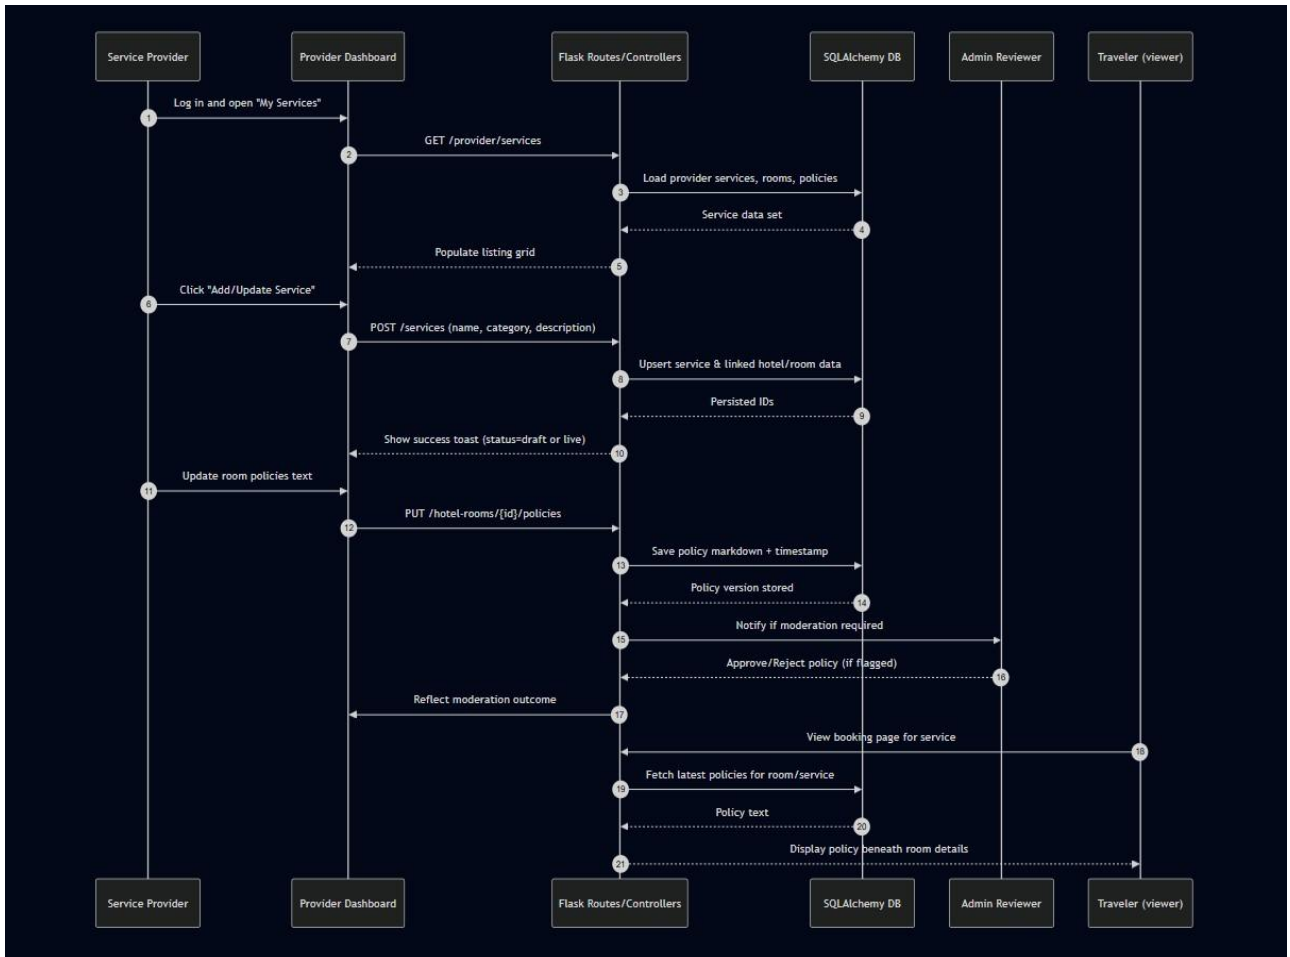 Service Provider
Provider Dashboard
Flask Routes/Controllers
SQLAlchemy DB
Admin Reviewer
Traveler (viewer)
Log in and open "My Services"
1
GET /provider/services
2
Load provider services, rooms, policies
3
Service data set
4
Populate listing grid
5
Click "Add/Update Service"
6
POST /services (name, category, description)
7
Upsert service & linked hotel/room data
8
Persisted IDs
9
Show success toast (status=draft or live)
10
Update room policies text
11
PUT /hotel-rooms/{id}/policies
12
Save policy markdown + timestamp
13
Policy version stored
14
Notify if moderation required
15
Approve/Reject policy (if flagged)
16
Reflect moderation outcome
17
View booking page for service
18
Fetch latest policies for room/service
19
Policy text
20
Display policy beneath room details
21
Service Provider
Provider Dashboard
Flask Routes/Controllers
SQLAlchemy DB
Admin Reviewer
Traveler (viewer)